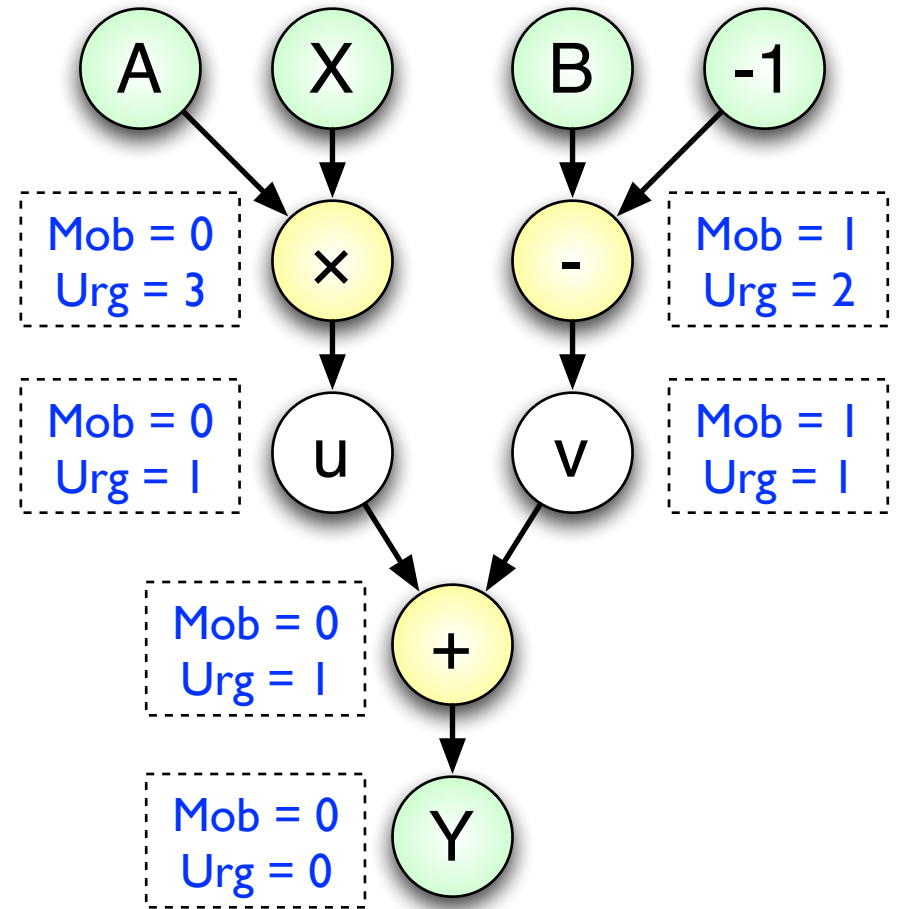 A X B -1
Mob = 0
Urg = 3
×
-
Mob = 1
Urg = 2
Mob = 0
Urg = 1
u
v
Mob = 1
Urg = 1
Mob = 0
Urg = 1
+
Mob = 0
Urg = 0
Y